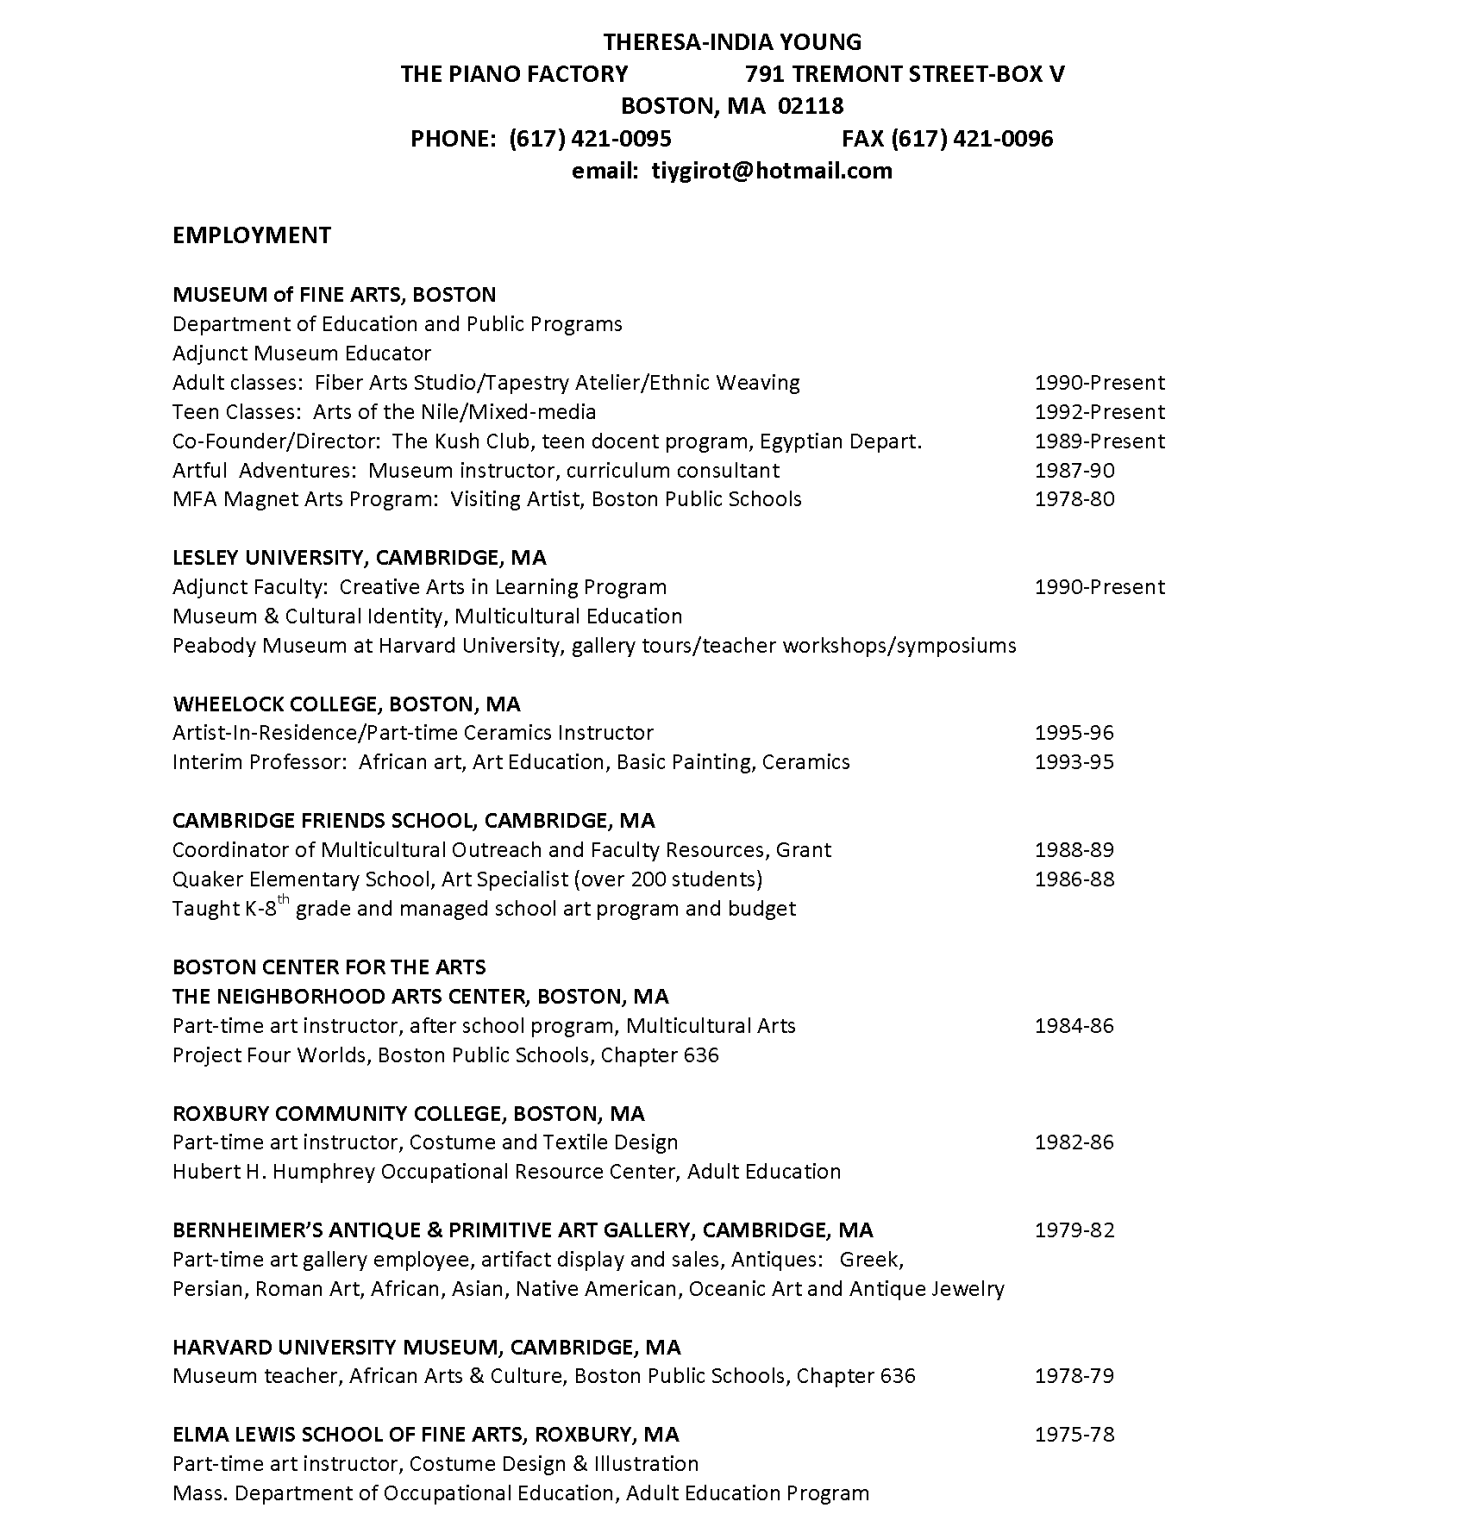 THERESA-INDIA YOUNG
THE PIANO FACTORY 791 TREMONT STREET-BOX V
BOSTON, MA 02118
PHONE: (617) 421-0095 FAX (617) 421-0096
email: tiygirot@hotmail.com
EMPLOYMENT
MUSEUM of FINE ARTS, BOSTON
Department of Education and Public Programs
Adjunct Museum Educator
Adult classes: Fiber Arts Studio/Tapestry Atelier/Ethnic Weaving 1990-Present
Teen Classes: Arts of the Nile/Mixed-media 1992-Present
Co-Founder/Director: The Kush Club, teen docent program, Egyptian Depart. 1989-Present
Artful Adventures: Museum instructor, curriculum consultant 1987-90
MFA Magnet Arts Program: Visiting Artist, Boston Public Schools 1978-80
LESLEY UNIVERSITY, CAMBRIDGE, MA
Adjunct Faculty: Creative Arts in Learning Program 1990-Present
Museum & Cultural Identity, Multicultural Education
Peabody Museum at Harvard University, gallery tours/teacher workshops/symposiums
WHEELOCK COLLEGE, BOSTON, MA
Artist-In-Residence/Part-time Ceramics Instructor 1995-96
Interim Professor: African art, Art Education, Basic Painting, Ceramics 1993-95
CAMBRIDGE FRIENDS SCHOOL, CAMBRIDGE, MA
Coordinator of Multicultural Outreach and Faculty Resources, Grant 1988-89
Quaker Elementary School, Art Specialist (over 200 students) 1986-88
Taught K-8th grade and managed school art program and budget
BOSTON CENTER FOR THE ARTS
THE NEIGHBORHOOD ARTS CENTER, BOSTON, MA
Part-time art instructor, after school program, Multicultural Arts 1984-86
Project Four Worlds, Boston Public Schools, Chapter 636
ROXBURY COMMUNITY COLLEGE, BOSTON, MA
Part-time art instructor, Costume and Textile Design 1982-86
Hubert H. Humphrey Occupational Resource Center, Adult Education
BERNHEIMER’S ANTIQUE & PRIMITIVE ART GALLERY, CAMBRIDGE, MA 1979-82
Part-time art gallery employee, artifact display and sales, Antiques: Greek,
Persian, Roman Art, African, Asian, Native American, Oceanic Art and Antique Jewelry
HARVARD UNIVERSITY MUSEUM, CAMBRIDGE, MA
Museum teacher, African Arts & Culture, Boston Public Schools, Chapter 636 1978-79
ELMA LEWIS SCHOOL OF FINE ARTS, ROXBURY, MA 1975-78
Part-time art instructor, Costume Design & Illustration
Mass. Department of Occupational Education, Adult Education Program